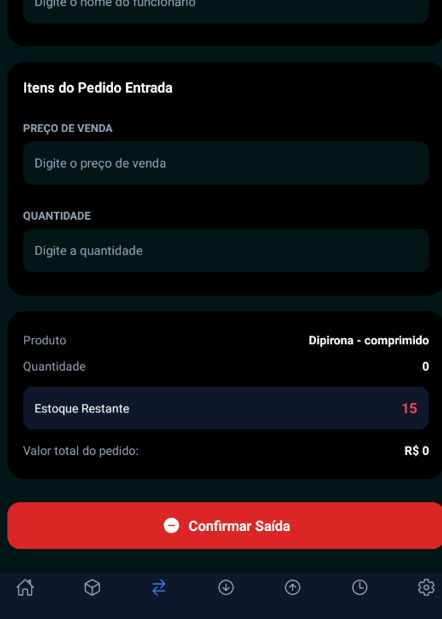 Digite o nome do funcionário
Itens do Pedido Entrada
PREÇO DE VENDA
Digite o preço de venda
QUANTIDADE
Digite a quantidade
Produto Dipirona - comprimido
Quantidade 0
Estoque Restante 15
Valor total do pedido: R$ 0
Confirmar Saída